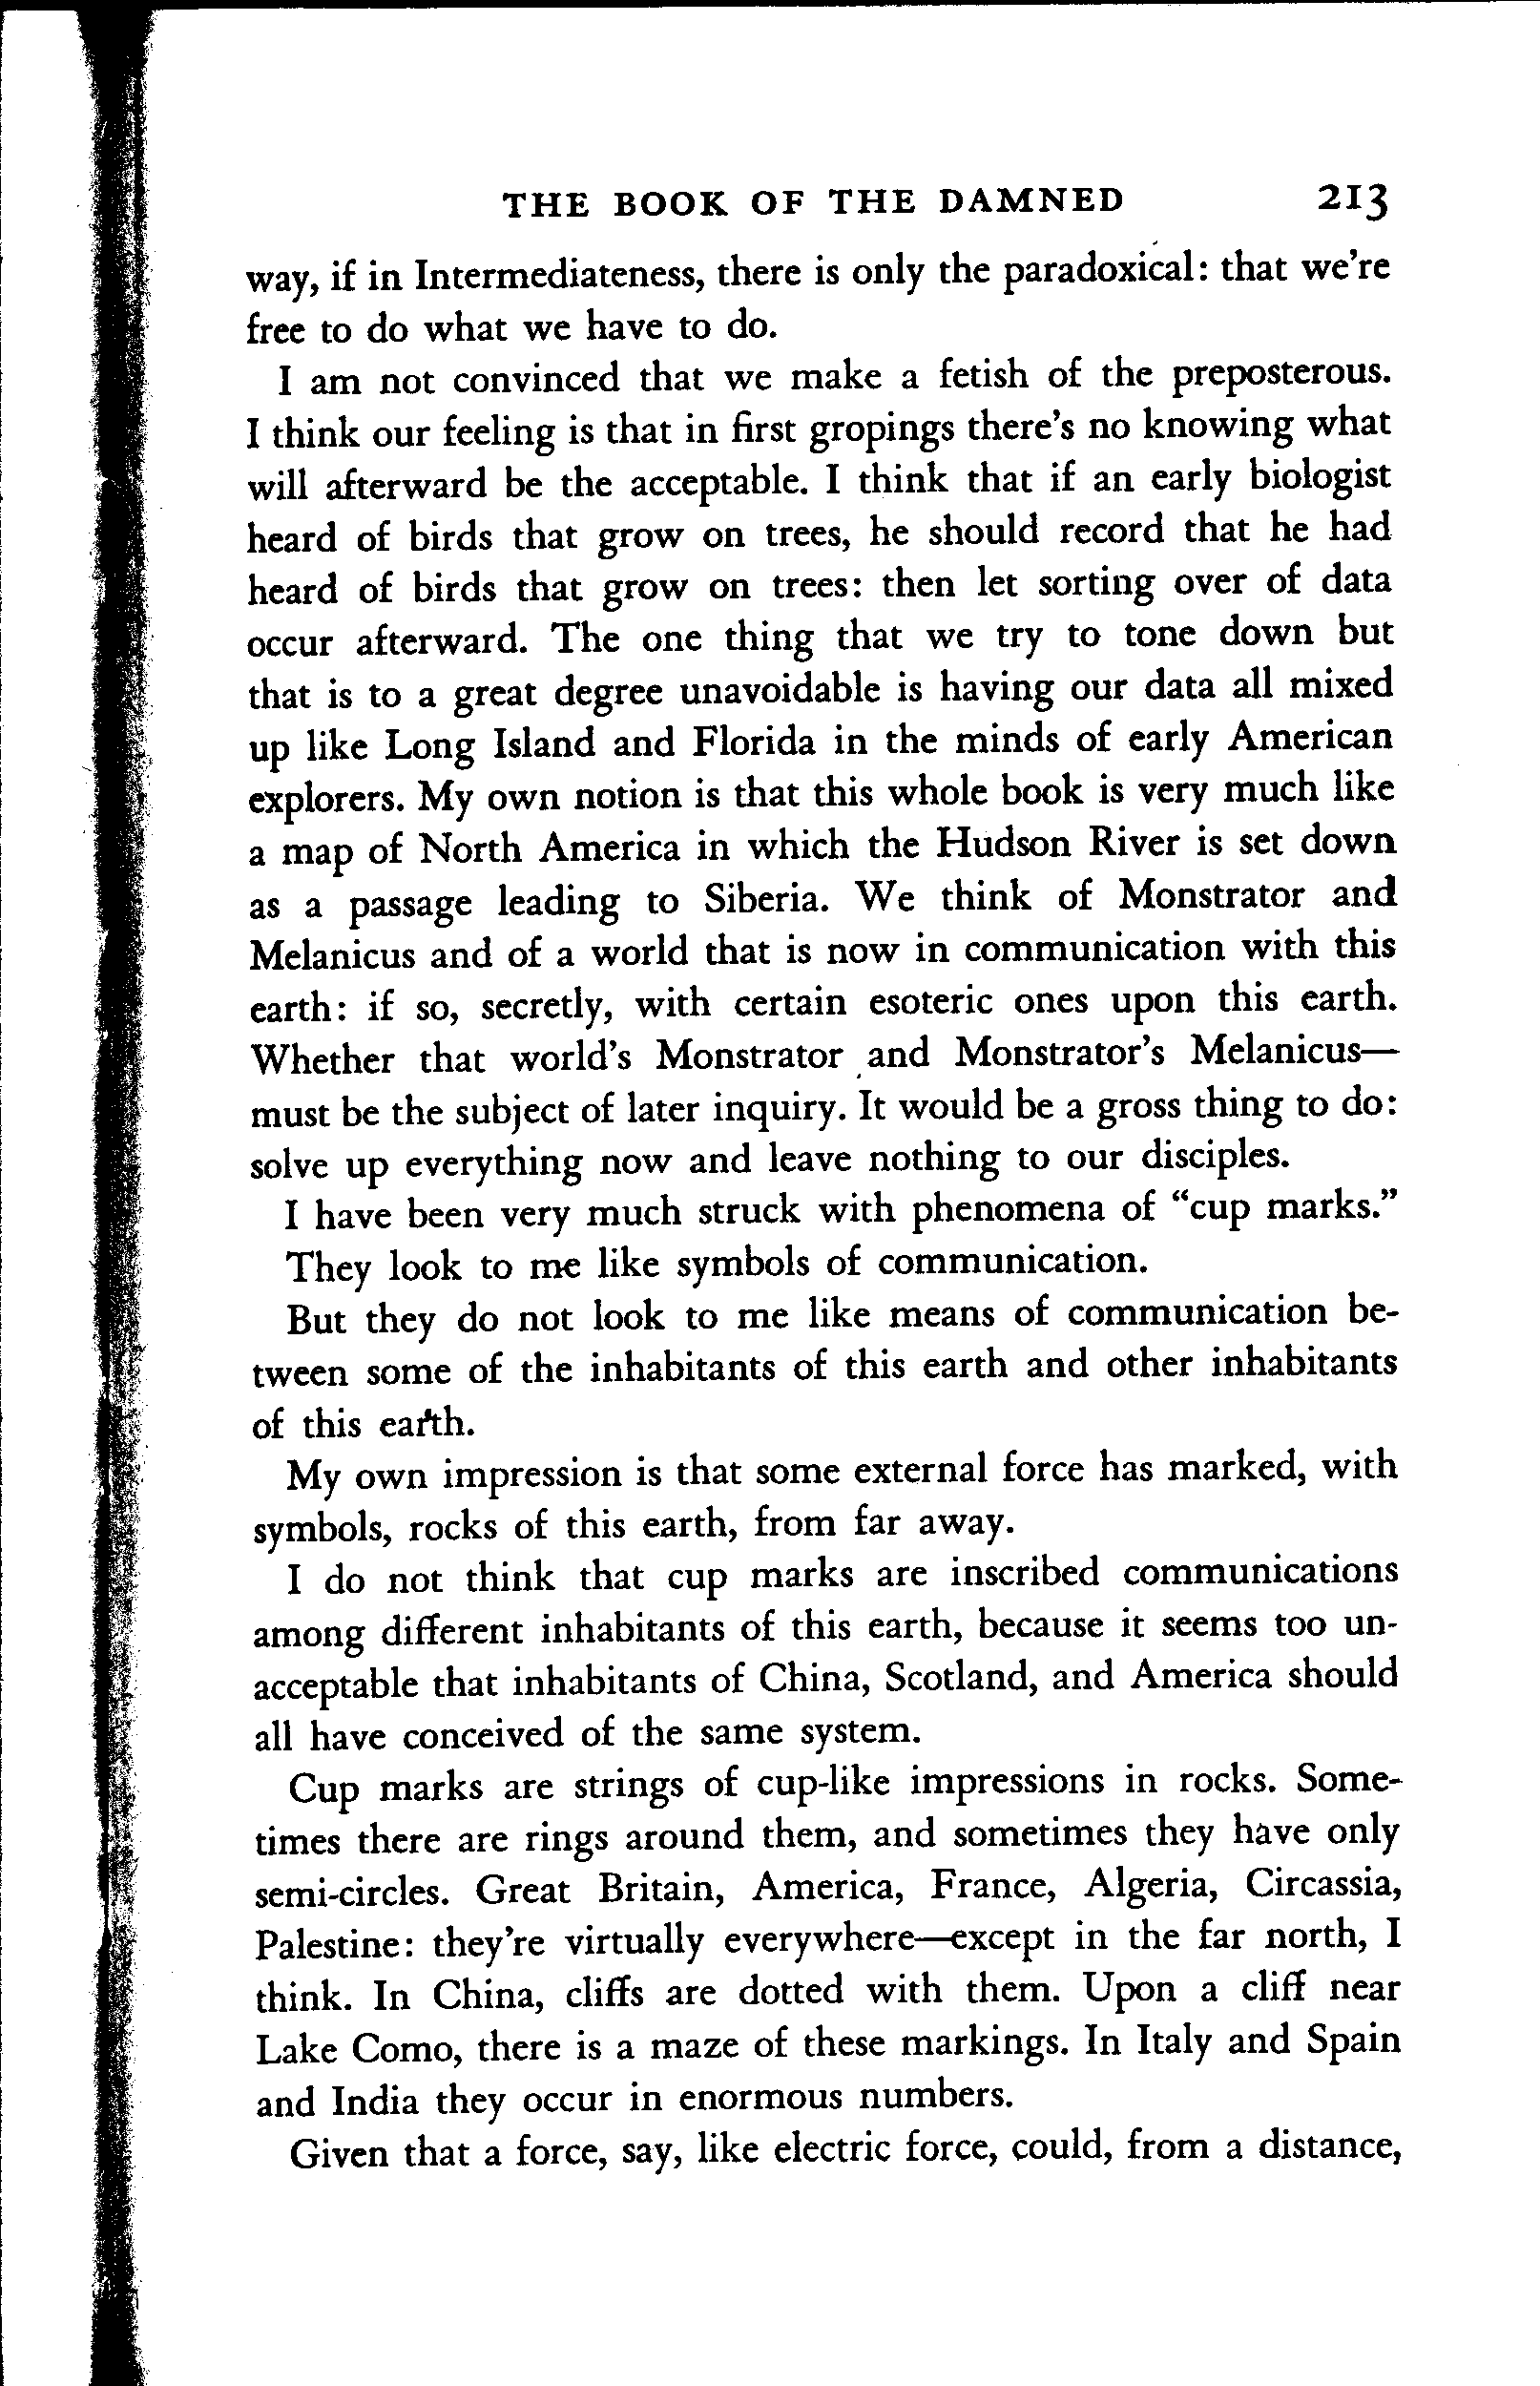 THE BOOK OF THE DAMNED 213
way, if in Intermediateness, there is only the paradoxical: that we're
free to do what we have to do.
I am not convinced that we make a fetish of the preposterous.
I think our feeling is that in first gropings there's no knowing what
will afterward be the acceptable. I think that if an early biologist
heard of birds that grow on trees, he should record that he had
heard of birds that grow on trees: then let sorting over of data
occur afterward. The one thing that we try to tone down but
that is to a great degree unavoidable is having our data all mixed
up like Long Island and Florida in the minds of early American
explorers. My own notion is that this whole book is very much like
a map of North America in which the Hudson River is set down
as a passage leading to Siberia. We think of Monstrator and
Melanicus and of a world that is now in communication with this
earth: if so, secretly, with certain esoteric ones upon this earth.
Whether that world's Monstrator and Monstrator's Melanicus—
must be the subject of later inquiry. It would be a gross thing to do:
solve up everything now and leave nothing to our disciples.
I have been very much struck with phenomena of "cup marks."
They look to me like symbols of communication.
But they do not look to me like means of communication be-
tween some of the inhabitants of this earth and other inhabitants
of this earth.
My own impression is that some external force has marked, with
symbols, rocks of this earth, from far away.
I do not think that cup marks are inscribed communications
among different inhabitants of this earth, because it seems too un-
acceptable that inhabitants of China, Scotland, and America should
all have conceived of the same system.
Cup marks are strings of cup-like impressions in rocks. Some-
times there are rings around them, and sometimes they have only
semi-circles. Great Britain, America, France, Algeria, Circassia,
Palestine: they're virtually everywhere—except in the far north, I
think. In China, cliffs are dotted with them. Upon a cliff near
Lake Como, there is a maze of these markings. In Italy and Spain
and India they occur in enormous numbers.
Given that a force, say, like electric force, could, from a distance,